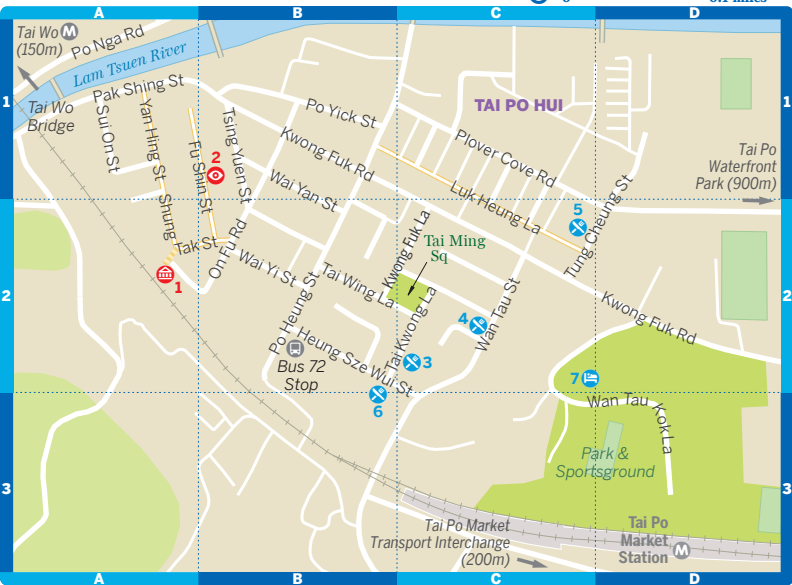 0.1 miles
A
B
C
D
Tai Wo
(150m)
M
Po Nga Rd
Lam Tsuen River
Pak Shing St
1
Tai Wo
Bridge
Sui On St
Yan Hing St
Fu Shin St
2
Tsing Yuen St
Po Yick St
Kwong Fuk Rd
Wai Yan St
TAI PO HUI
Plover Cove Rd
Luk Heung La
1
Tai Po
Waterfront
Park (900m)
5
Tung Cheung St
Shung
Tak St
On Fu Rd
Wai Yi St
Tai Wing La
Kwong Fuk La
Tai Ming
Sq
2
1
2
Po Heung St
Bus 72
Stop
Heung Sze Wui St
Tai Kwong La
3
4
Wan Tau St
Kwong Fuk Rd
6
7
Wan Tau
Kok La
Park &
Sportsground
3
3
Tai Po Market
Transport Interchange
(200m)
Tai Po
Market
Station
M
A
B
C
D